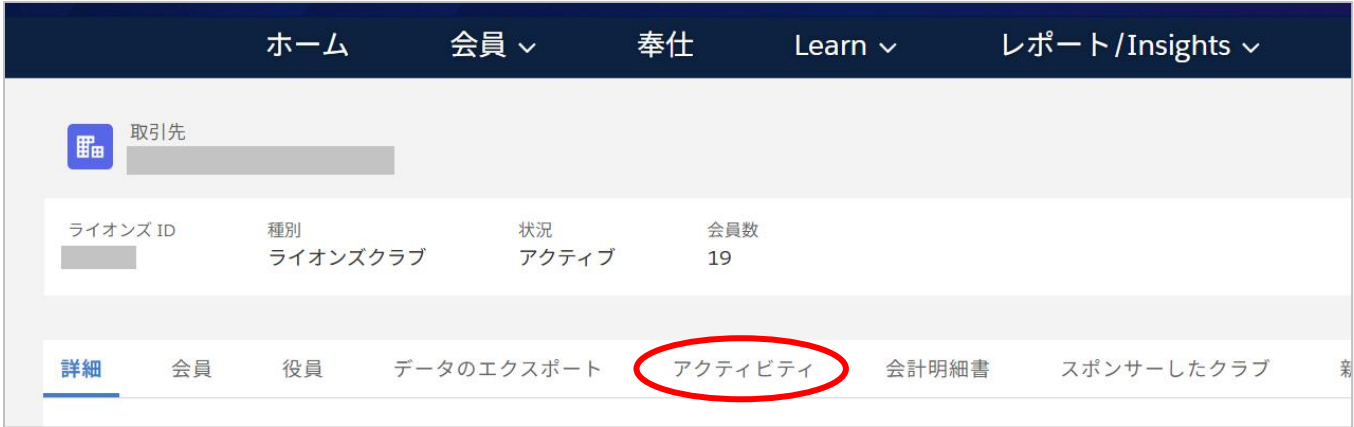 ホーム 会員 奉仕 Learn レポート/Insights
取引先
ライオンズ ID 種別 状況 会員数
ライオンズクラブ アクティブ 19
詳細 会員 役員 データのエクスポート アクティビティ 会計明細書 スポンサーしたクラブ